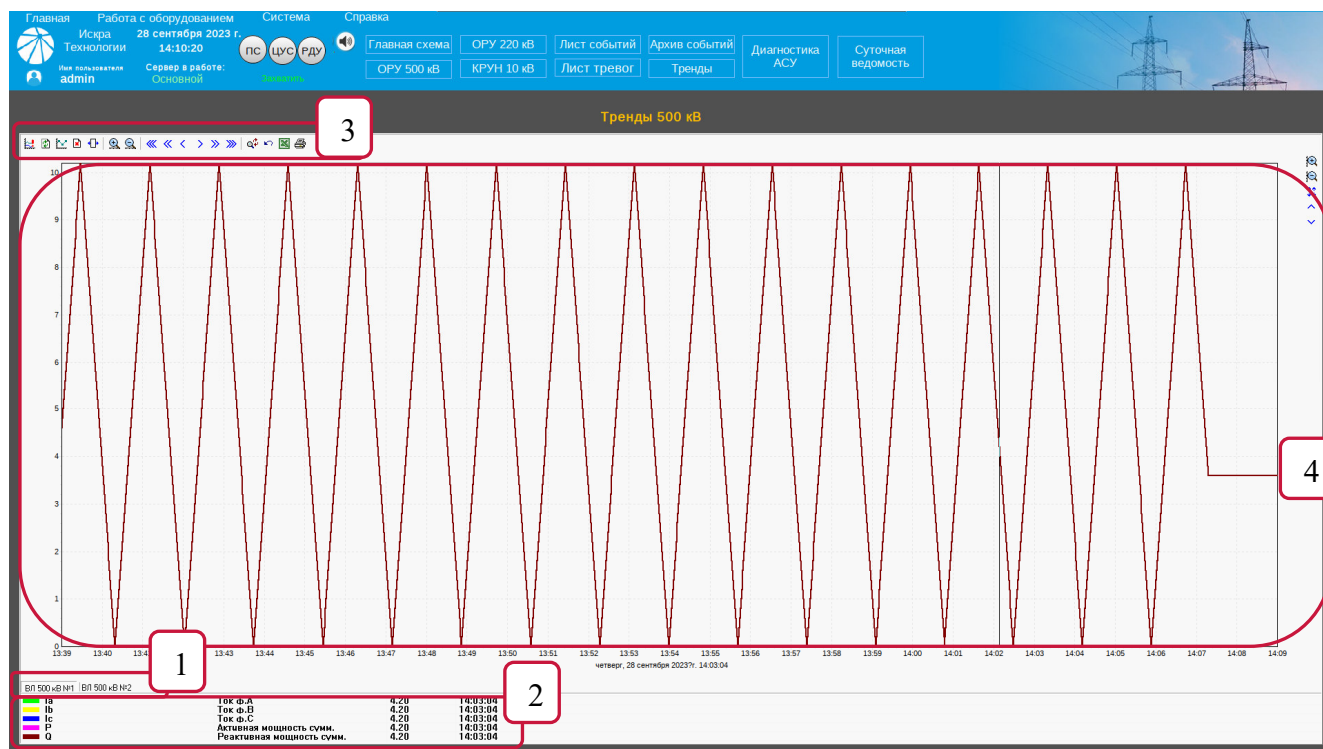 Главная Работа с оборудованием Система Справка
Искра Технологии
28 сентября 2023 г.
14:10:20
Имя пользователя
admin
Сервер в работе:
Основной
ПС ЦУС РДУ
Заквитир.
Главная схема ОРУ 220 кВ Лист событий Архив событий
ОРУ 500 кВ КРУН 10 кВ Лист тревог Тренды
Диагностика АСУ
Суточная ведомость
Тренды 500 кВ
3
10
9
8
7
6
5
4
4
3
2
1
0
13:39 13:40 13:43 13:44 13:45 13:46 13:47 13:48 13:49 13:50 13:51 13:52 13:53 13:54 13:55 13:56 13:57 13:58 13:59 14:00 14:01 14:02 14:03 14:04 14:05 14:06 14:07 14:08 14:09
четверг, 28 сентября 2023?г. 14:03:04
1
ВЛ 500 кВ №1 ВЛ 500 кВ №2
2
Ia Ток ф.A 4.20 14:03:04
Ib Ток ф.B 4.20 14:03:04
Ic Ток ф.C 4.20 14:03:04
P Активная мощность сумм. 4.20 14:03:04
Q Реактивная мощность сумм. 4.20 14:03:04